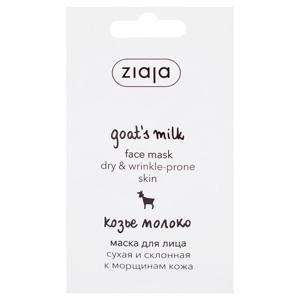 ziaja
goat's milk
face mask
dry & wrinkle-prone
skin
козье молоко
маска для лица
сухая и склонная
к морщинам кожа